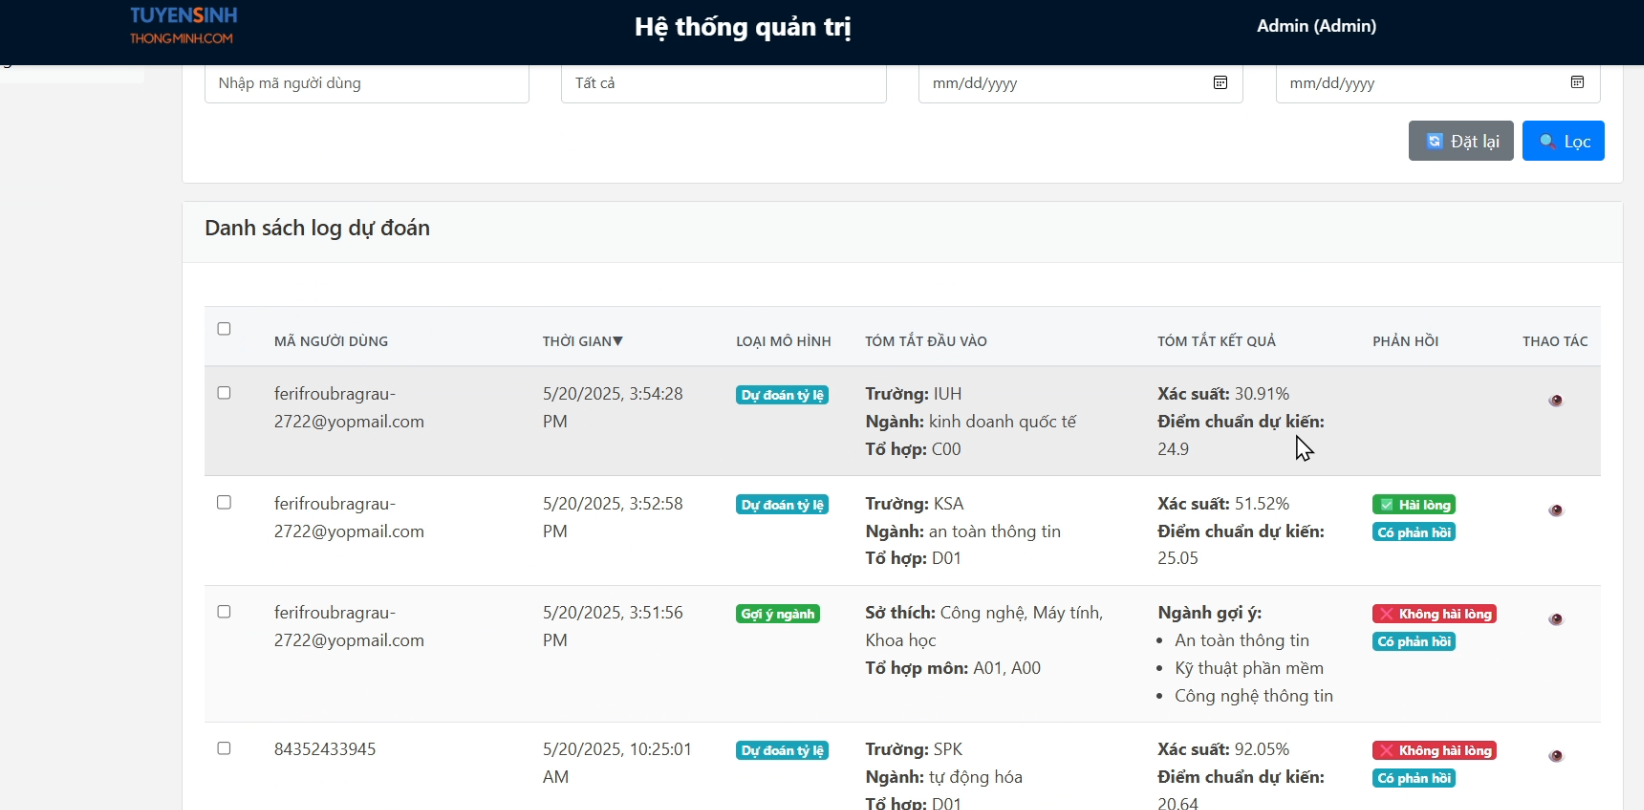 TUYENSINH
THONGMINH.COM
Hệ thống quản trị
Admin (Admin)
Nhập mã người dùng
Tất cả
mm/dd/yyyy
mm/dd/yyyy
Đặt lại
Lọc
Danh sách log dự đoán
MÃ NGƯỜI DÙNG
THỜI GIAN▼
LOẠI MÔ HÌNH
TÓM TẮT ĐẦU VÀO
TÓM TẮT KẾT QUẢ
PHẢN HỒI
THAO TÁC
ferifroubragrau-
2722@yopmail.com
5/20/2025, 3:54:28
PM
Dự đoán tỷ lệ
Trường: IUH
Ngành: kinh doanh quốc tế
Tổ hợp: C00
Xác suất: 30.91%
Điểm chuẩn dự kiến:
24.9
ferifroubragrau-
2722@yopmail.com
5/20/2025, 3:52:58
PM
Dự đoán tỷ lệ
Trường: KSA
Ngành: an toàn thông tin
Tổ hợp: D01
Xác suất: 51.52%
Điểm chuẩn dự kiến:
25.05
Hài lòng
Có phản hồi
ferifroubragrau-
2722@yopmail.com
5/20/2025, 3:51:56
PM
Gợi ý ngành
Sở thích: Công nghệ, Máy tính,
Khoa học
Tổ hợp môn: A01, A00
Ngành gợi ý:
• An toàn thông tin
• Kỹ thuật phần mềm
• Công nghệ thông tin
Không hài lòng
Có phản hồi
84352433945
5/20/2025, 10:25:01
AM
Dự đoán tỷ lệ
Trường: SPK
Ngành: tự động hóa
Tổ hợp: D01
Xác suất: 92.05%
Điểm chuẩn dự kiến:
20.64
Không hài lòng
Có phản hồi